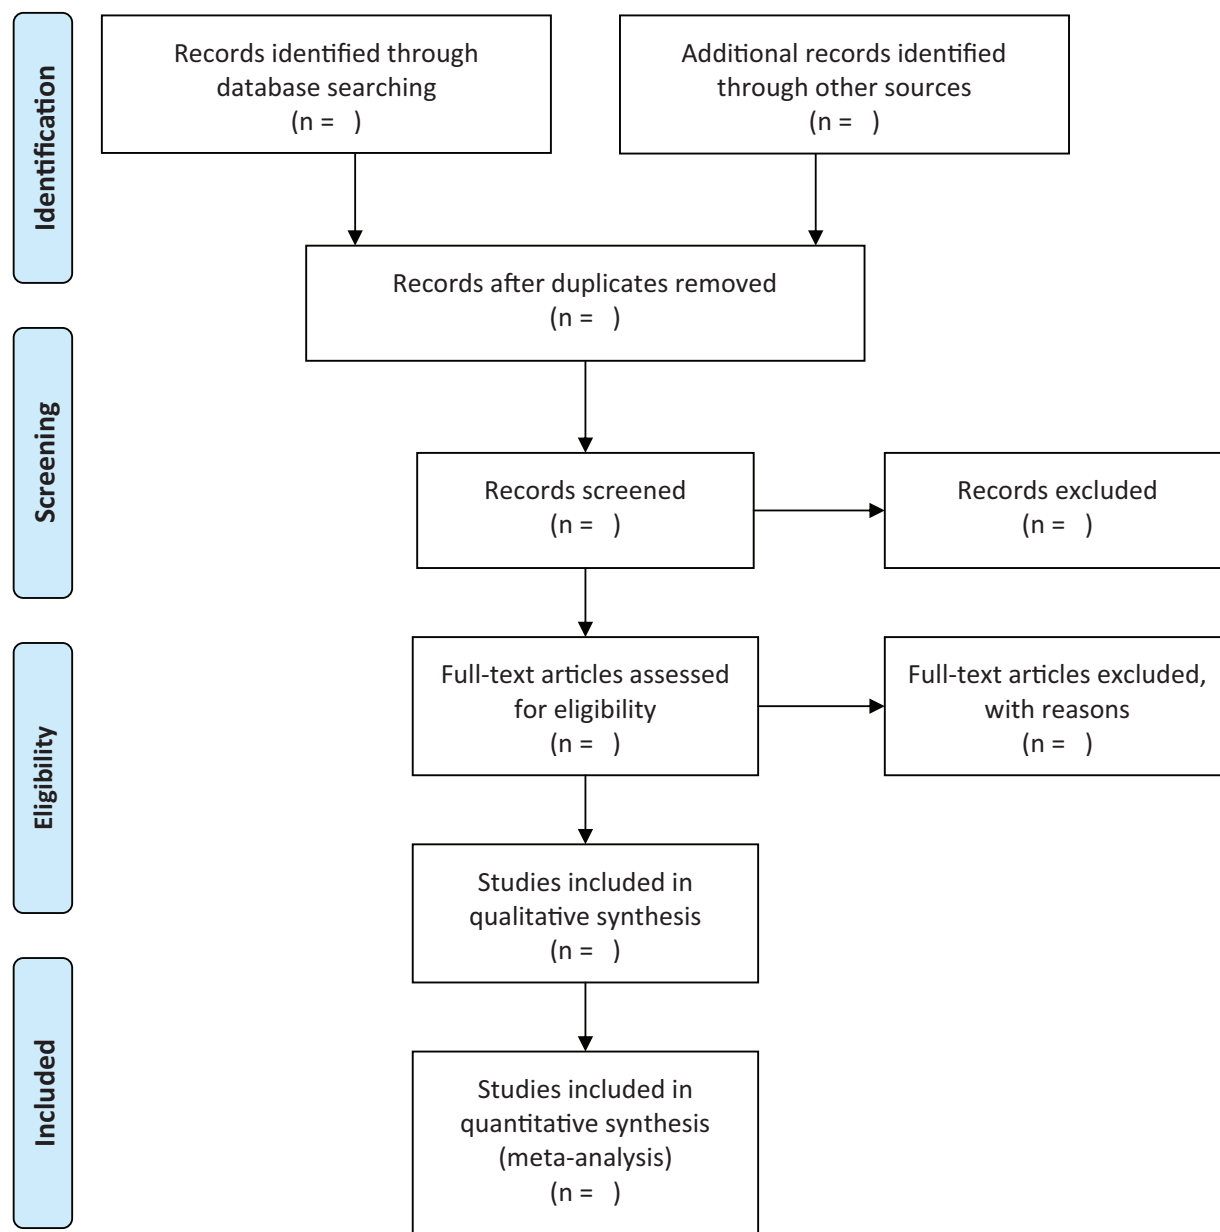 Identification
Records identified through
database searching
(n =   )
Additional records identified
through other sources
(n =   )
Records after duplicates removed
(n =   )
Screening
Records screened
(n =   )
Records excluded
(n =   )
Eligibility
Full-text articles assessed
for eligibility
(n =   )
Full-text articles excluded,
with reasons
(n =   )
Studies included in
qualitative synthesis
(n =   )
Included
Studies included in
quantitative synthesis
(meta-analysis)
(n =   )